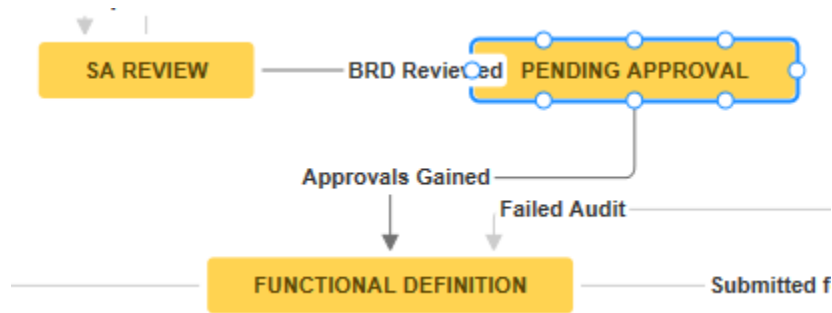 SA REVIEW
BRD Reviewed
PENDING APPROVAL
Approvals Gained
Failed Audit
FUNCTIONAL DEFINITION
Submitted f